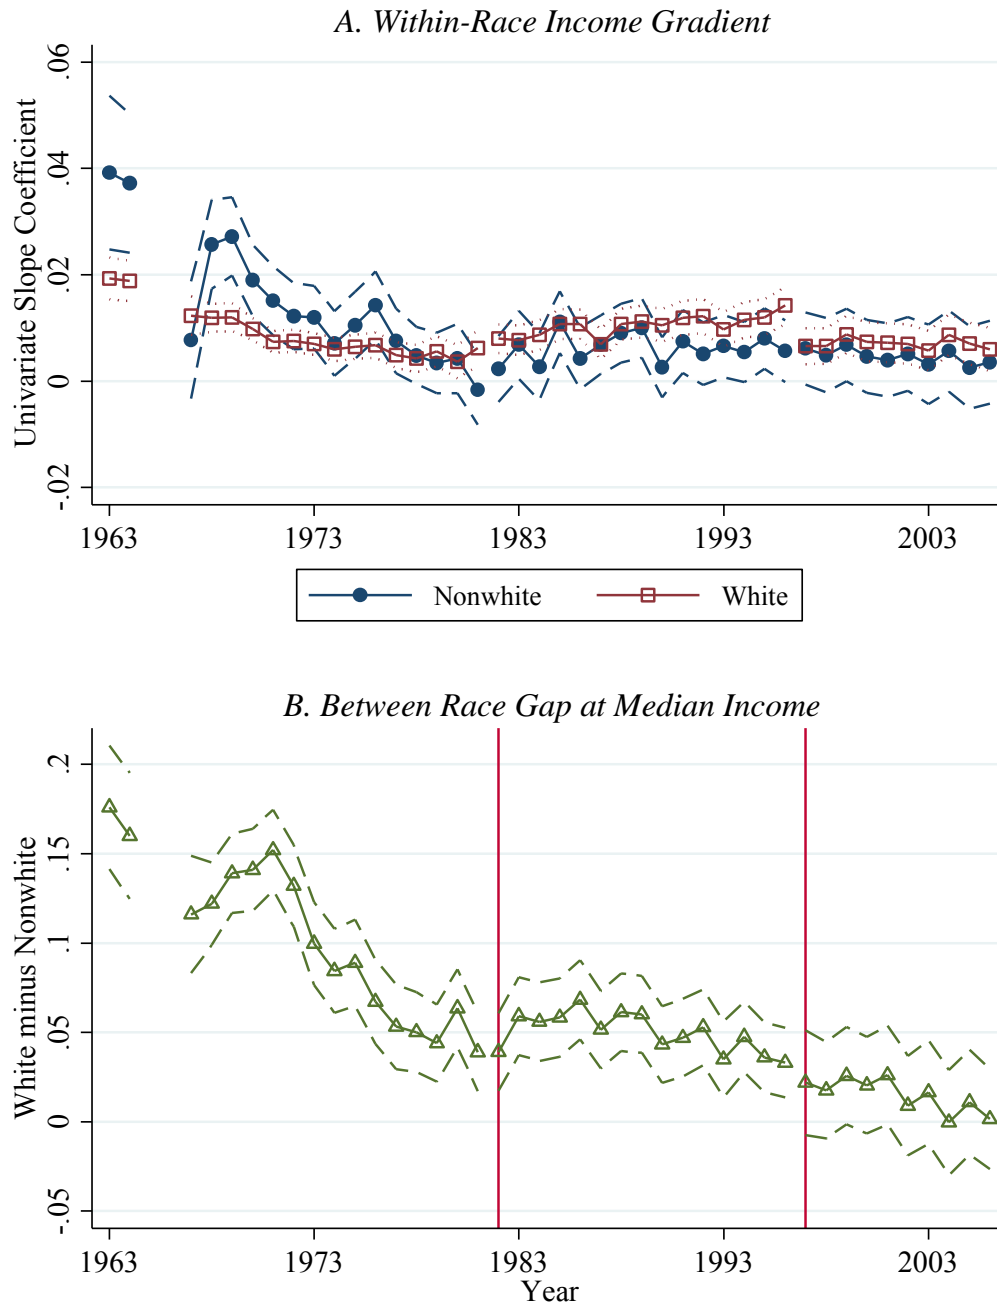 A. Within-Race Income Gradient
Univariate Slope Coefficient
.06
.04
.02
0
-.02
1963 1973 1983 1993 2003
Nonwhite White
B. Between Race Gap at Median Income
White minus Nonwhite
.2
.15
.1
.05
0
-.05
1963 1973 1983 1993 2003
Year